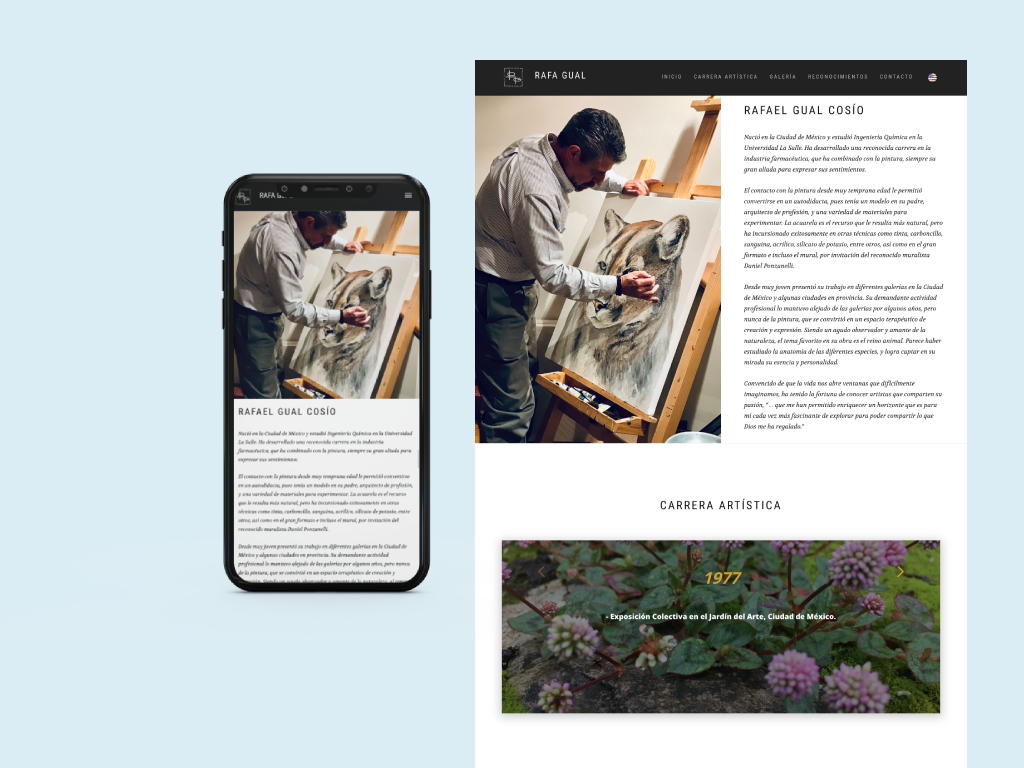 RAFA GUAL
INICIO CARRERA ARTÍSTICA GALERÍA RECONOCIMIENTOS CONTACTO
RAFAEL GUAL COSÍO
Nació en la Ciudad de México y estudió Ingeniería Química en la
Universidad La Salle. Ha desarrollado una reconocida carrera en la
industria farmacéutica, que ha combinado con la pintura, siempre su
gran aliada para expresar sus sentimientos.
El contacto con la pintura desde muy temprana edad le permitió
convertirse en un autodidacta, pues tenía un modelo en su padre,
arquitecto de profesión, y una variedad de materiales para
experimentar. La acuarela es el recurso que le resulta más natural, pero
ha incursionado exitosamente en otras técnicas como tinta, carboncillo,
sanguina, acrílico, silicato de potasio, entre otros, así como en el gran
formato e incluso el mural, por invitación del reconocido muralista
Daniel Ponzanelli.
Desde muy joven presentó su trabajo en diferentes galerías en la Ciudad
de México y algunas ciudades en provincia. Su demandante actividad
profesional lo mantuvo alejado de las galerías por algunos años, pero
nunca de la pintura, que se convirtió en un espacio terapéutico de
creación y expresión. Siendo un agudo observador y amante de la
naturaleza, el tema favorito en su obra es el reino animal. Parece haber
estudiado la anatomía de las diferentes especies, y logra captar en su
mirada su esencia y personalidad.
Convencido de que la vida nos abre ventanas que difícilmente
imaginamos, ha tenido la fortuna de conocer artistas que comparten su
pasión, "... que me han permitido enriquecer un horizonte que es para
mi cada vez más fascinante de explorar para poder compartir lo que
Dios me ha regalado."
CARRERA ARTÍSTICA
1977
- Exposición Colectiva en el Jardín del Arte, Ciudad de México.
RAFA
RAFAEL GUAL COSÍO
Nació en la Ciudad de México y estudió Ingeniería Química en la Universidad
La Salle. Ha desarrollado una reconocida carrera en la industria
farmacéutica, que ha combinado con la pintura, siempre su gran aliada para
expresar sus sentimientos.
El contacto con la pintura desde muy temprana edad le permitió convertirse
en un autodidacta, pues tenía un modelo en su padre, arquitecto de profesión,
y una variedad de materiales para experimentar. La acuarela es el recurso
que le resulta más natural, pero ha incursionado exitosamente en otras
técnicas como tinta, carboncillo, sanguina, acrílico, silicato de potasio, entre
otros, así como en el gran formato e incluso el mural, por invitación del
reconocido muralista Daniel Ponzanelli.
Desde muy joven presentó su trabajo en diferentes galerías en la Ciudad de
México y algunas ciudades en provincia. Su demandante actividad
profesional lo mantuvo alejado de las galerías por algunos años, pero nunca
de la pintura, que se convirtió en un espacio terapéutico de creación y